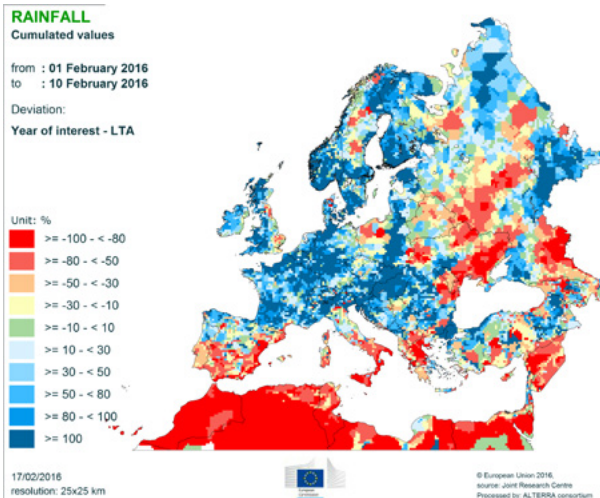 RAINFALL
Cumulated values
from : 01 February 2016
to : 10 February 2016
Deviation:
Year of interest - LTA
Unit: %
>= -100 - < -80
>= -80 - < -50
>= -50 - < -30
>= -30 - < -10
>= -10 - < 10
>= 10 - < 30
>= 30 - < 50
>= 50 - < 80
>= 80 - < 100
>= 100
17/02/2016
resolution: 25x25 km
European
Commission
© European Union 2016,
source: Joint Research Centre
Processed by: ALTERRA consortium